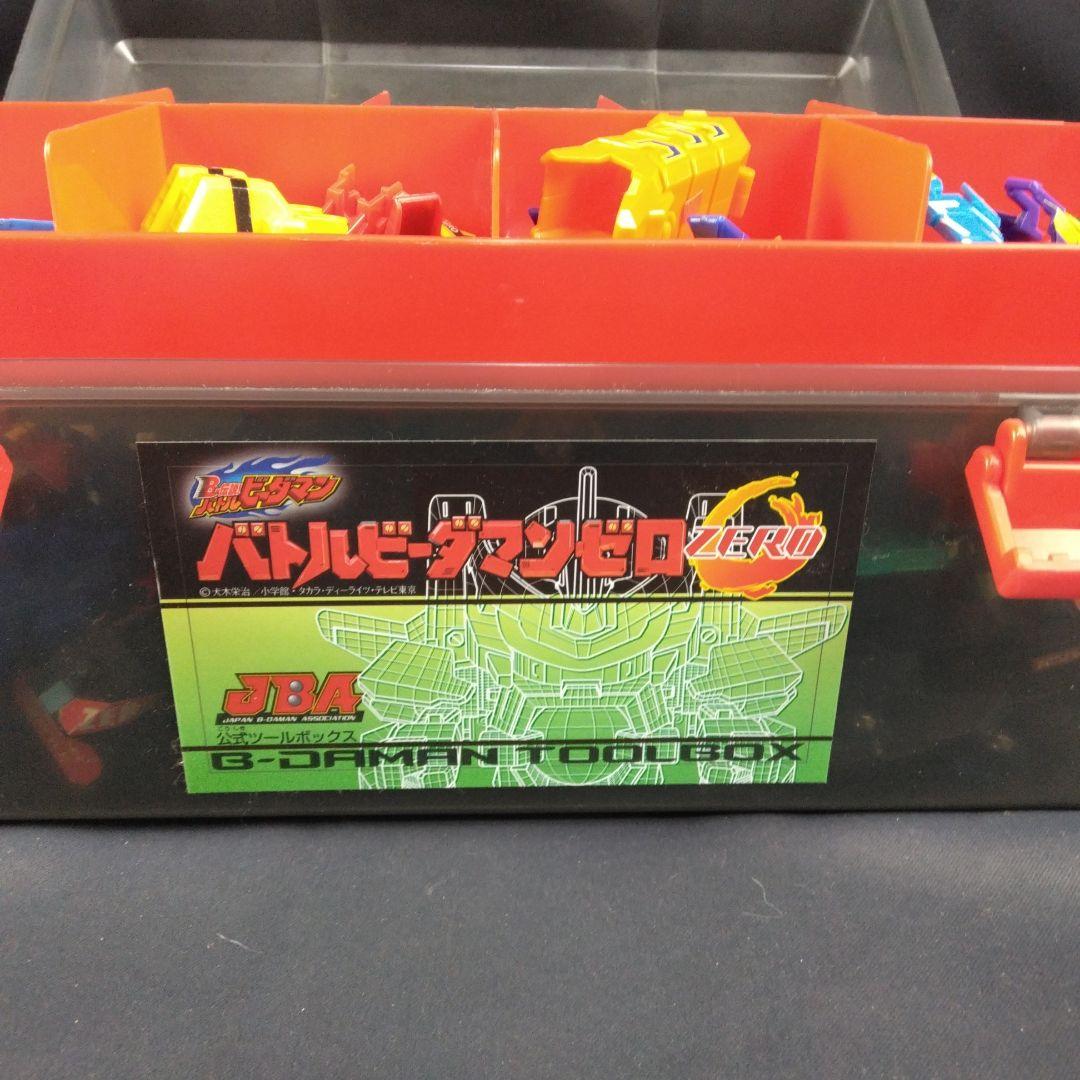 B伝説
バトルビーダマン
バトルビーダマンゼロ ZERO
©犬木栄治／小学館・タカラ・ディーライツ・テレビ東京
JBA
JAPAN B-DAMAN ASSOCIATION
公式ツールボックス
B-DAMAN TOOLBOX